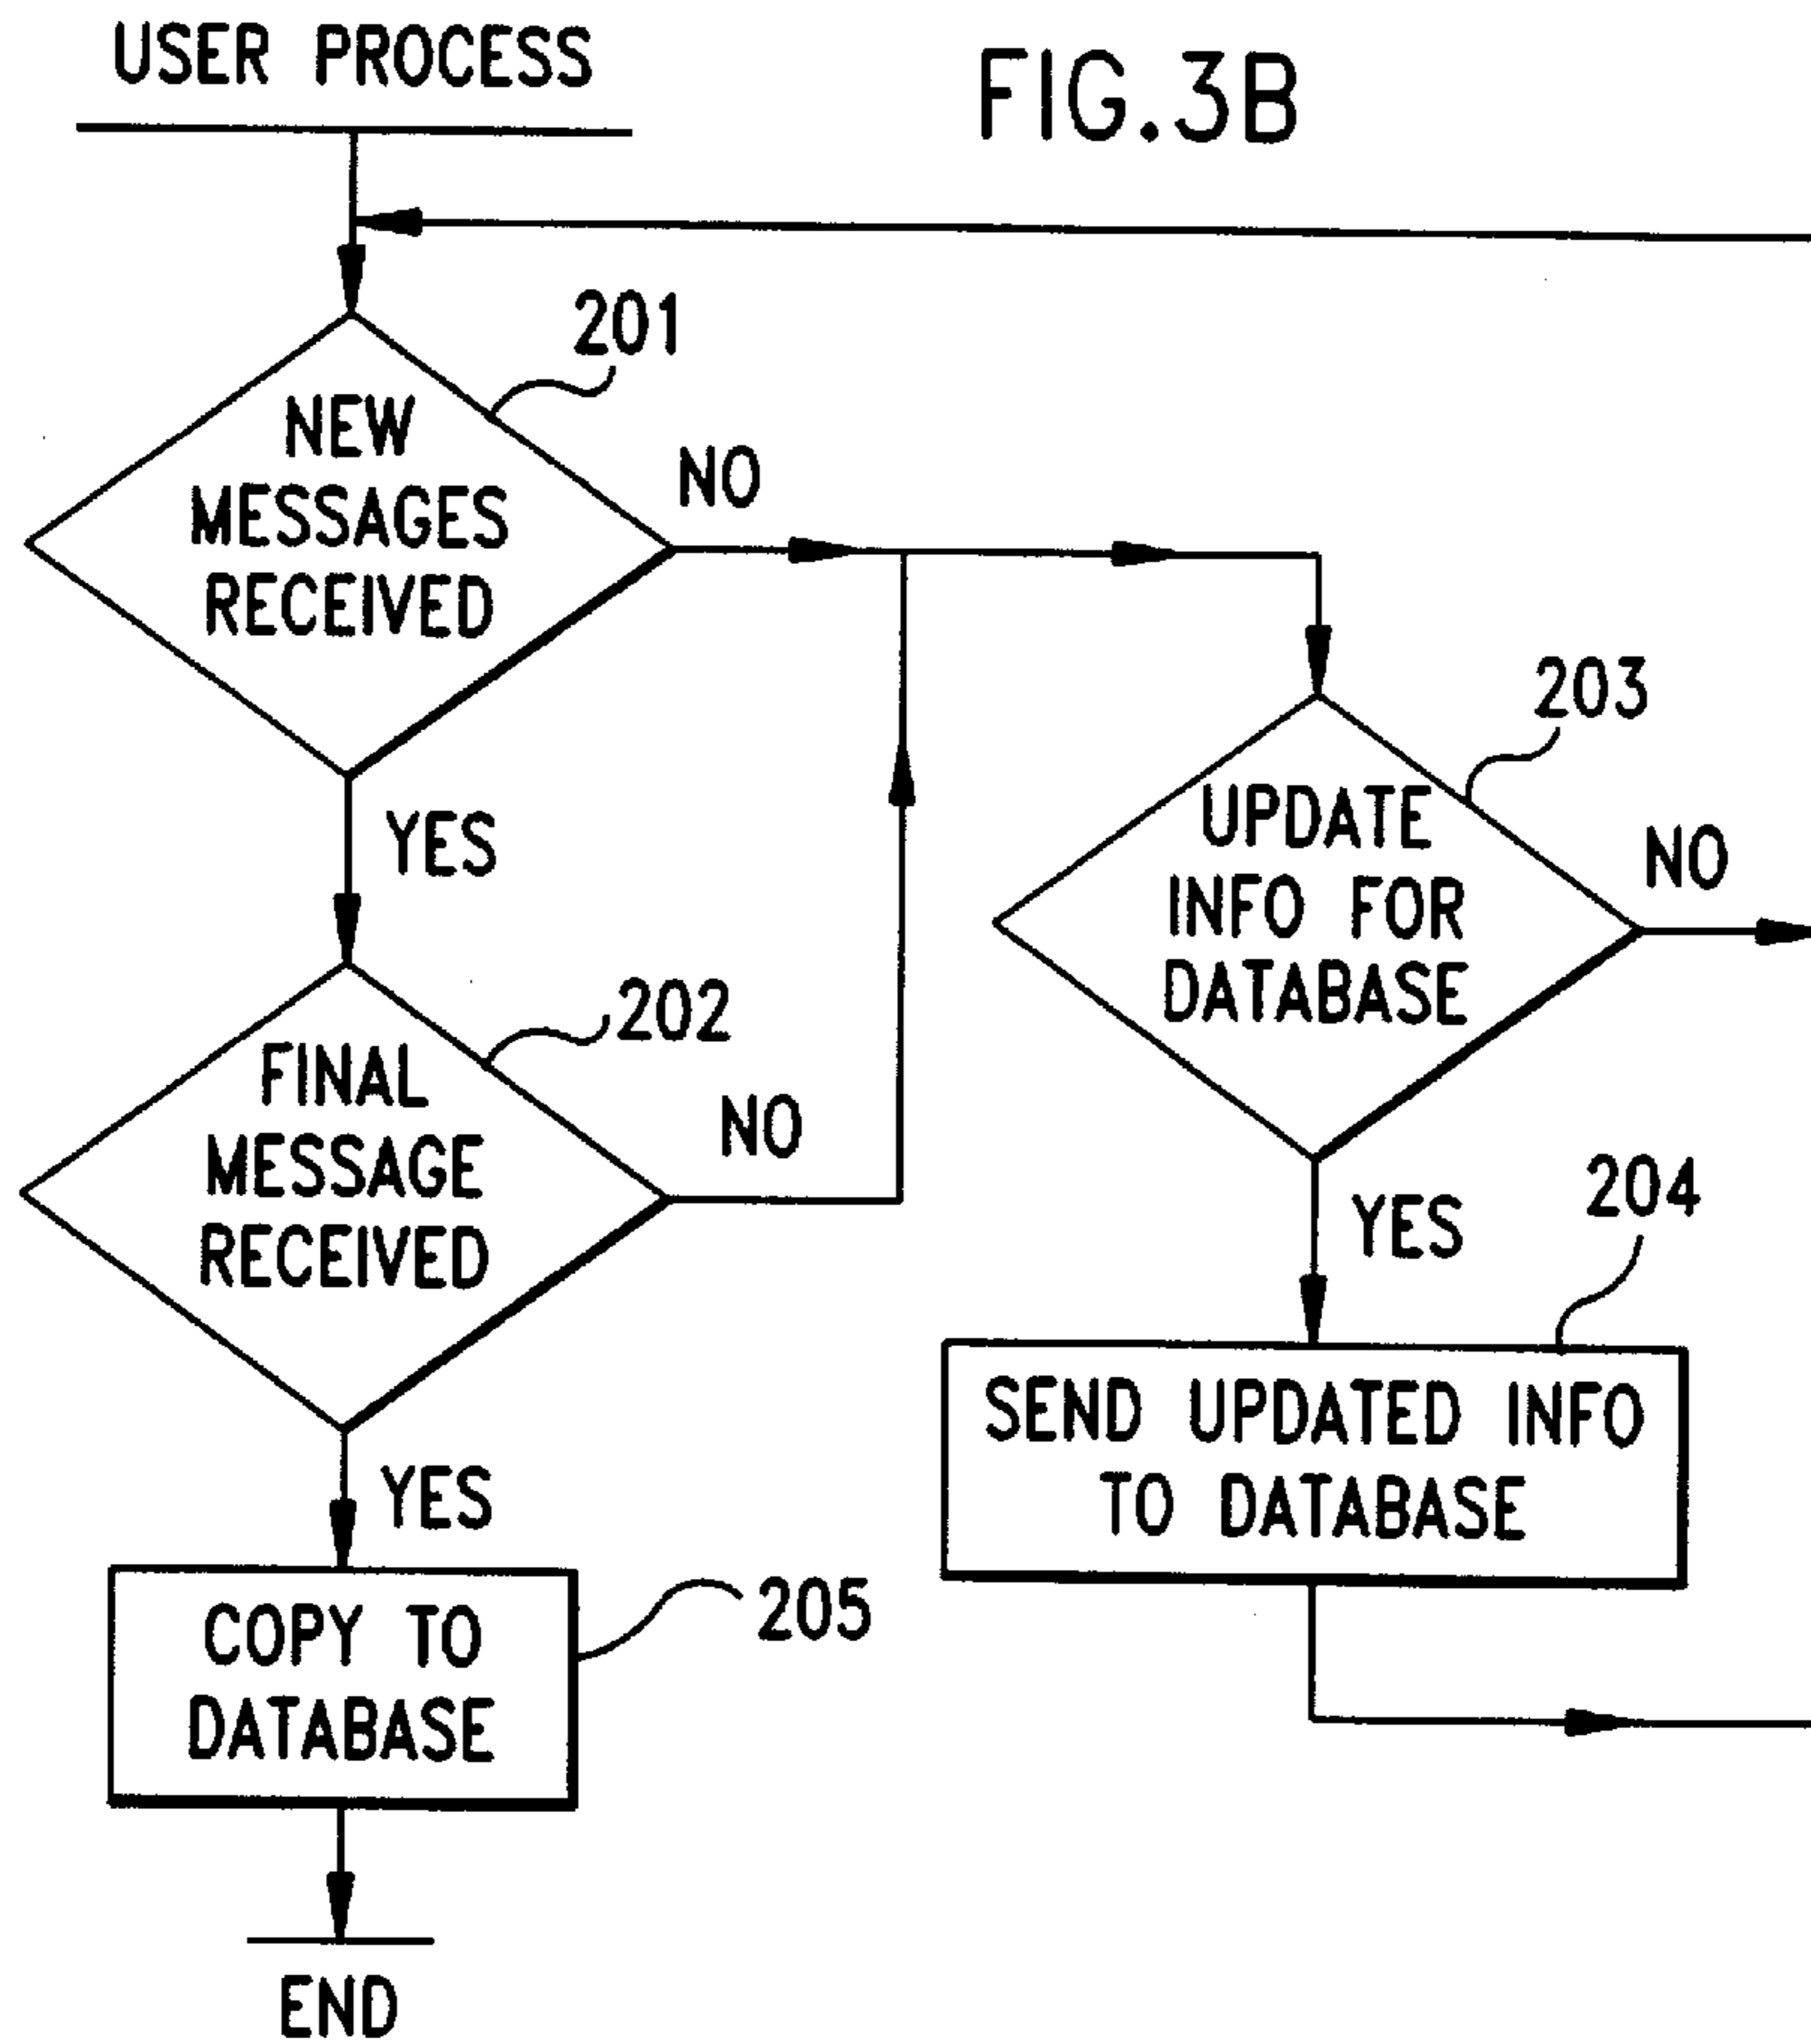 USER PROCESS
FIG.3B
201
NEW
MESSAGES
RECEIVED
NO
YES
202
FINAL
MESSAGE
RECEIVED
NO
YES
205
COPY TO
DATABASE
END
203
UPDATE
INFO FOR
DATABASE
NO
YES
204
SEND UPDATED INFO
TO DATABASE